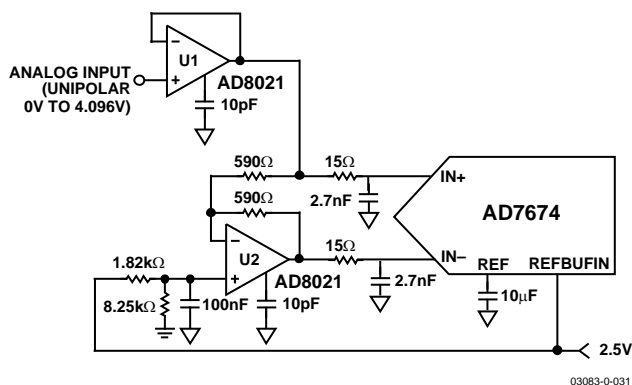 U1
ANALOG INPUT
(UNIPOLAR
0V TO 4.096V)
AD8021
10pF
590Ω
15Ω
IN+
590Ω
2.7nF
AD7674
U2
15Ω
IN–
1.82kΩ
AD8021
REF
REFBUFIN
8.25kΩ
100nF
10pF
2.7nF
10µF
2.5V
03083-0-031